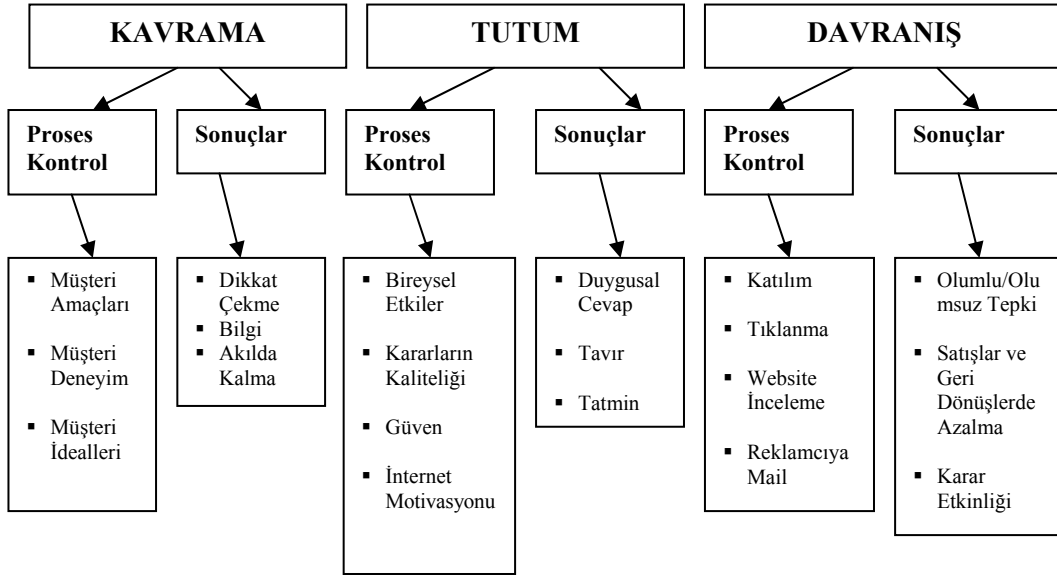 KAVRAMA
TUTUM
DAVRANIŞ
Proses
Kontrol
Sonuçlar
Proses
Kontrol
Sonuçlar
Proses
Kontrol
Sonuçlar
▪ Müşteri
Amaçları
▪ Müşteri
Deneyim
▪ Müşteri
İdealleri
▪ Dikkat
Çekme
▪ Bilgi
▪ Akılda
Kalma
▪ Bireysel
Etkiler
▪ Kararların
Kaliteliği
▪ Güven
▪ İnternet
Motivasyonu
▪ Duygusal
Cevap
▪ Tavır
▪ Tatmin
▪ Katılım
▪ Tıklanma
▪ Website
İnceleme
▪ Reklamcıya
Mail
▪ Olumlu/Olu
msuz Tepki
▪ Satışlar ve
Geri
Dönüşlerde
Azalma
▪ Karar
Etkinliği